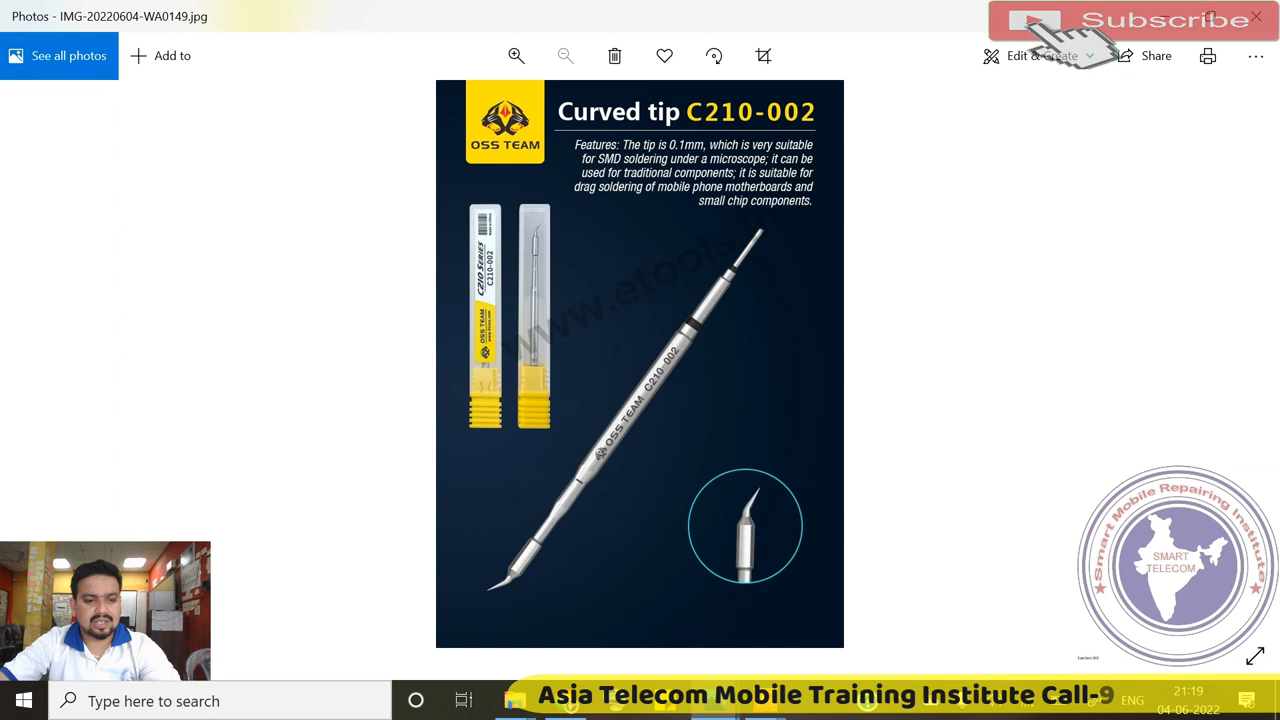 Photos - IMG-20220604-WA0149.jpg
Subscribe
See all photos
Add to
Edit & Create
Share
OSS TEAM
Curved tip C210-002
Features: The tip is 0.1mm, which is very suitable
for SMD soldering under a microscope; it can be
used for traditional components; it is suitable for
drag soldering of mobile phone motherboards and
small chip components.
C210 SERIES
C210-002
OSS TEAM
OSS TEAM C210-002
Smart Mobile Repairing Institute
SMART
TELECOM
Type here to search
Asia Telecom Mobile Training Institute Call-9
ENG
21:19
04-06-2022